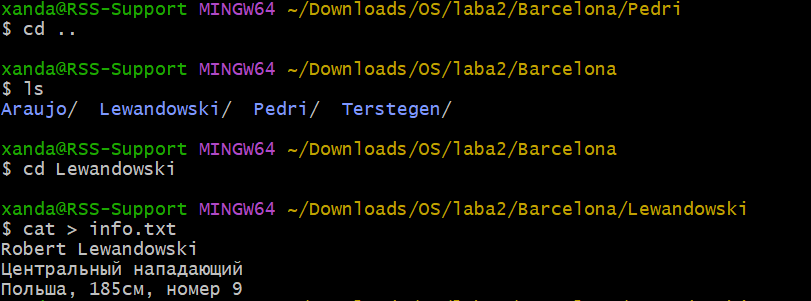 xanda@RSS-Support MINGW64 ~/Downloads/OS/laba2/Barcelona/Pedri
$ cd ..
xanda@RSS-Support MINGW64 ~/Downloads/OS/laba2/Barcelona
$ ls
Araujo/  Lewandowski/  Pedri/  Terstegen/
xanda@RSS-Support MINGW64 ~/Downloads/OS/laba2/Barcelona
$ cd Lewandowski
xanda@RSS-Support MINGW64 ~/Downloads/OS/laba2/Barcelona/Lewandowski
$ cat > info.txt
Robert Lewandowski
Центральный нападающий
Польша, 185см, номер 9